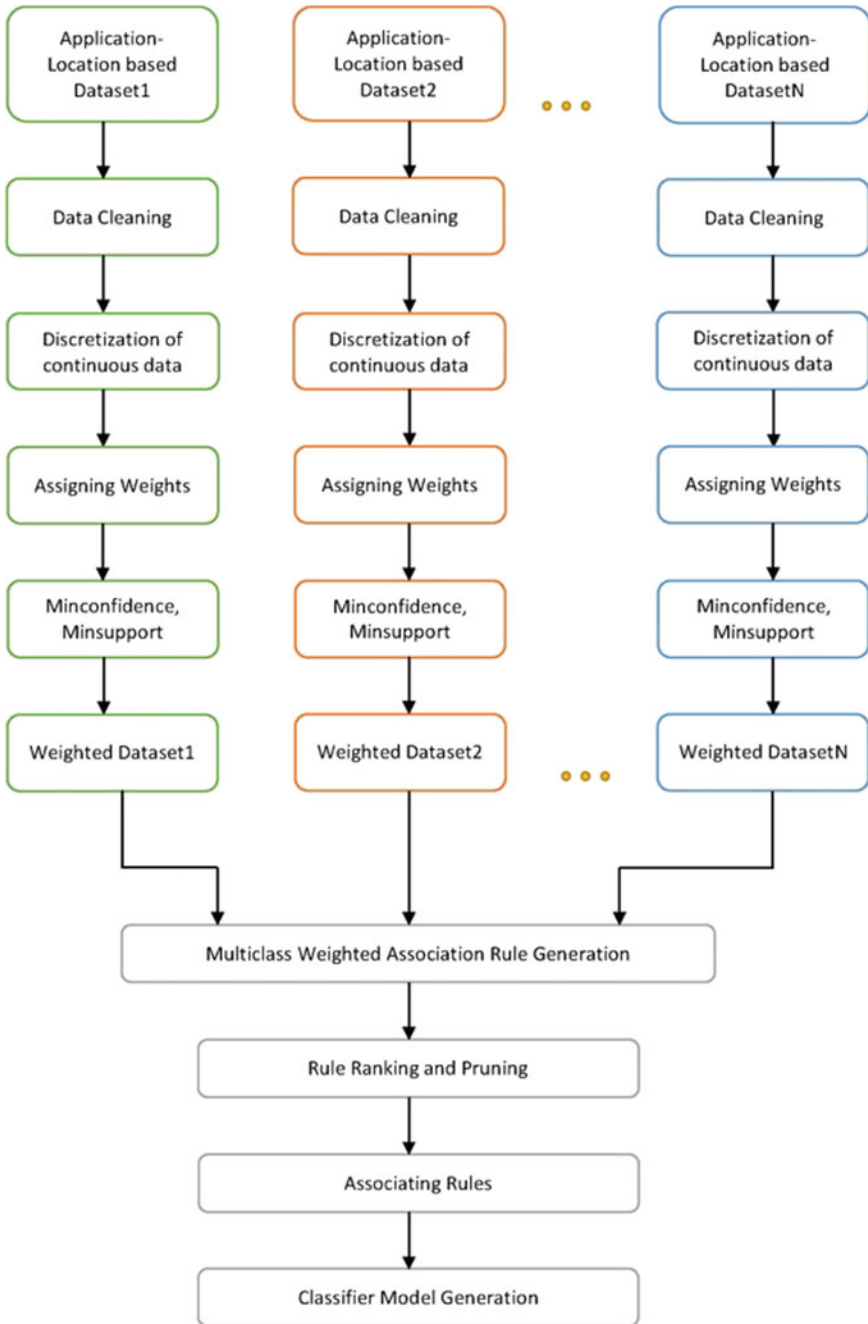 Application-
Location based
Dataset1
Application-
Location based
Dataset2
Application-
Location based
DatasetN
Data Cleaning
Data Cleaning
Data Cleaning
Discretization of
continuous data
Discretization of
continuous data
Discretization of
continuous data
Assigning Weights
Assigning Weights
Assigning Weights
Minconfidence,
Minsupport
Minconfidence,
Minsupport
Minconfidence,
Minsupport
Weighted Dataset1
Weighted Dataset2
Weighted DatasetN
Multiclass Weighted Association Rule Generation
Rule Ranking and Pruning
Associating Rules
Classifier Model Generation